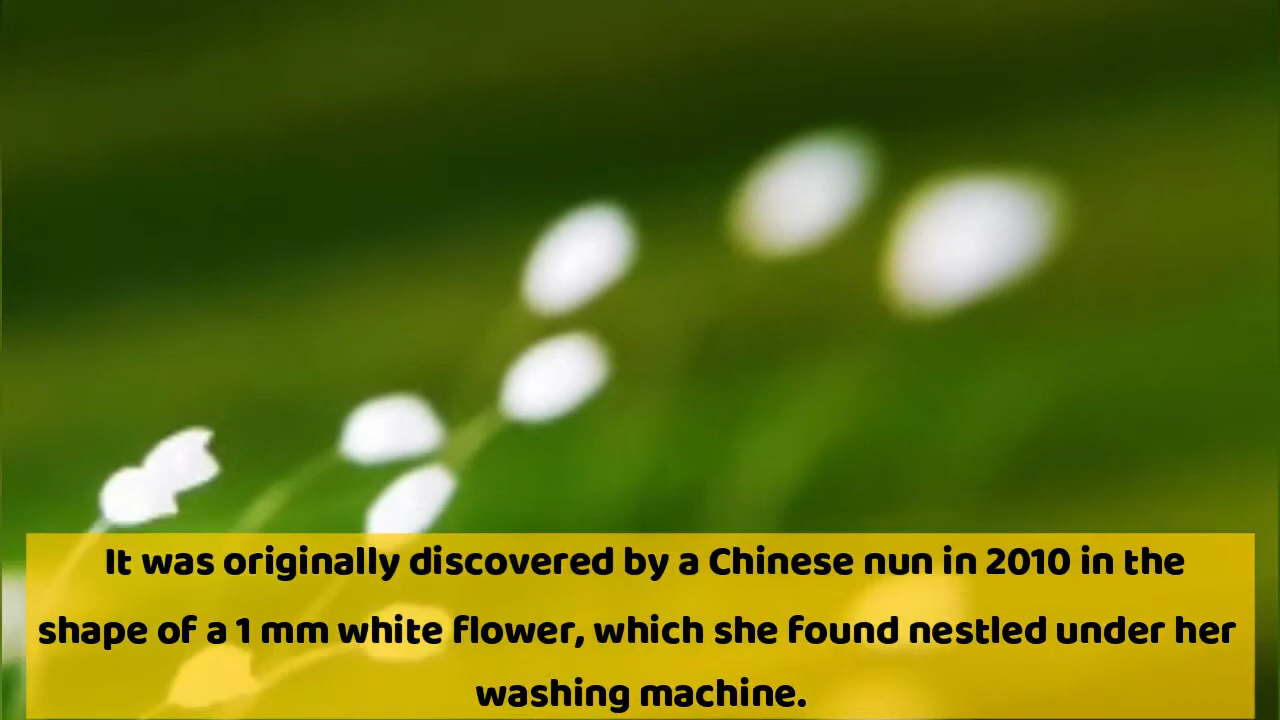 It was originally discovered by a Chinese nun in 2010 in the
shape of a 1 mm white flower, which she found nestled under her
washing machine.